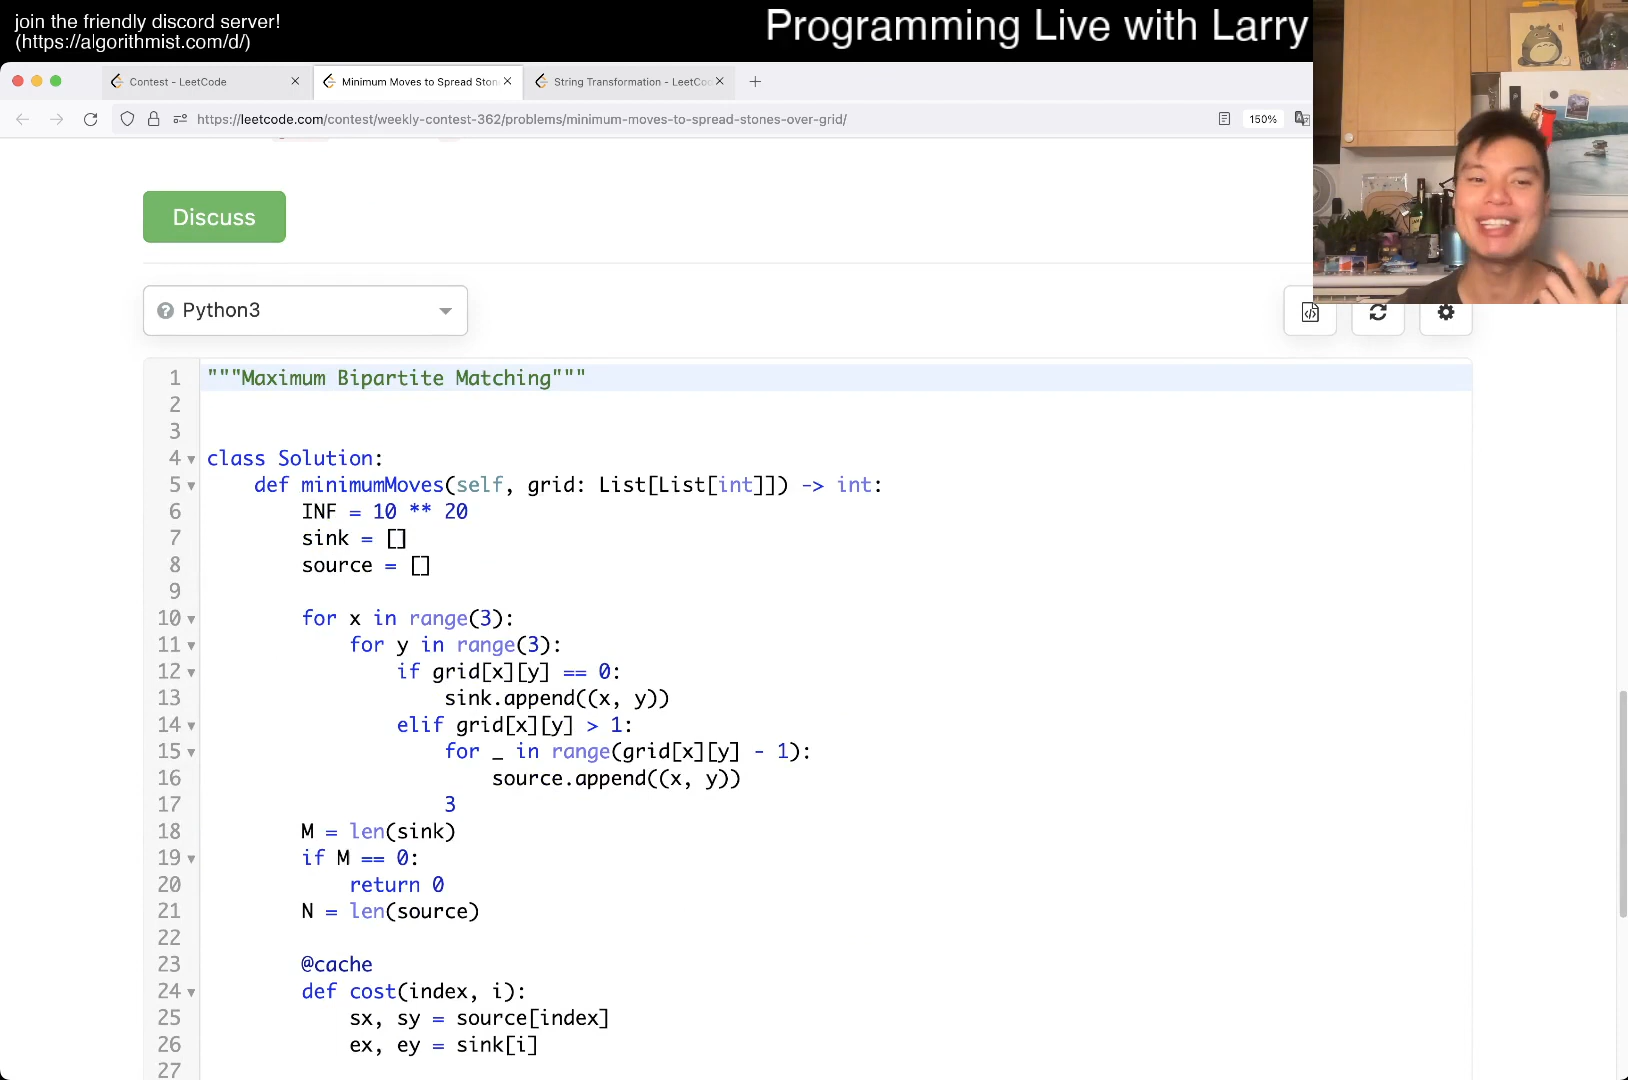 join the friendly discord server!
(https://algorithmist.com/d/)
Programming Live with Larry
Contest - LeetCode
Minimum Moves to Spread Ston
String Transformation - LeetCo
https://leetcode.com/contest/weekly-contest-362/problems/minimum-moves-to-spread-stones-over-grid/
150%
Discuss
Python3
1 """Maximum Bipartite Matching"""
2
3
4 class Solution:
5 def minimumMoves(self, grid: List[List[int]]) -> int:
6 INF = 10 ** 20
7 sink = []
8 source = []
9
10 for x in range(3):
11 for y in range(3):
12 if grid[x][y] == 0:
13 sink.append((x, y))
14 elif grid[x][y] > 1:
15 for _ in range(grid[x][y] - 1):
16 source.append((x, y))
17 3
18 M = len(sink)
19 if M == 0:
20 return 0
21 N = len(source)
22
23 @cache
24 def cost(index, i):
25 sx, sy = source[index]
26 ex, ey = sink[i]
27